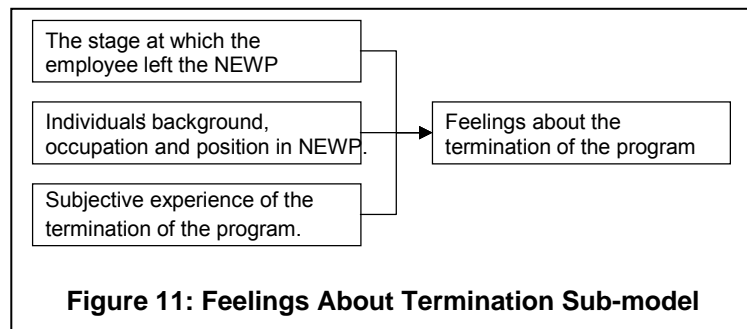 The stage at which the
employee left the NEWP
Individuals' background,
occupation and position in NEWP.
Subjective experience of the
termination of the program.
Feelings about the
termination of the program
Figure 11: Feelings About Termination Sub-model